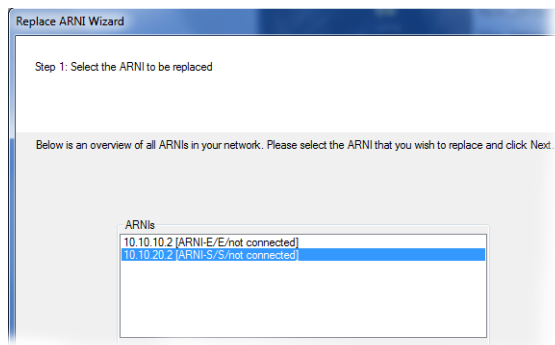 Replace ARNI Wizard
Step 1: Select the ARNI to be replaced
Below is an overview of all ARNIs in your network. Please select the ARNI that you wish to replace and click Next.
ARNIs
10.10.10.2 [ARNI-E/E/not connected]
10.10.20.2 [ARNI-S/S/not connected]